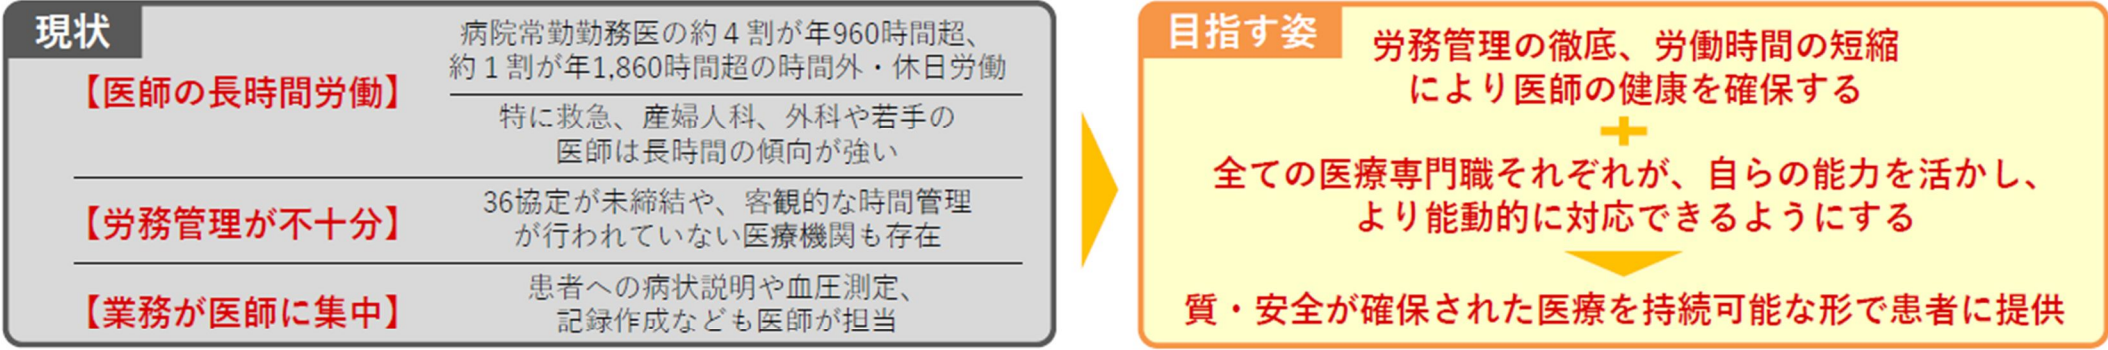 現状
【医師の長時間労働】
病院常勤勤務医の約４割が年960時間超、
約１割が年1,860時間超の時間外・休日労働
特に救急、産婦人科、外科や若手の
医師は長時間の傾向が強い
【労務管理が不十分】
36協定が未締結や、客観的な時間管理
が行われていない医療機関も存在
【業務が医師に集中】
患者への病状説明や血圧測定、
記録作成なども医師が担当
目指す姿
労務管理の徹底、労働時間の短縮
により医師の健康を確保する
+
全ての医療専門職それぞれが、自らの能力を活かし、
より能動的に対応できるようにする
質・安全が確保された医療を持続可能な形で患者に提供